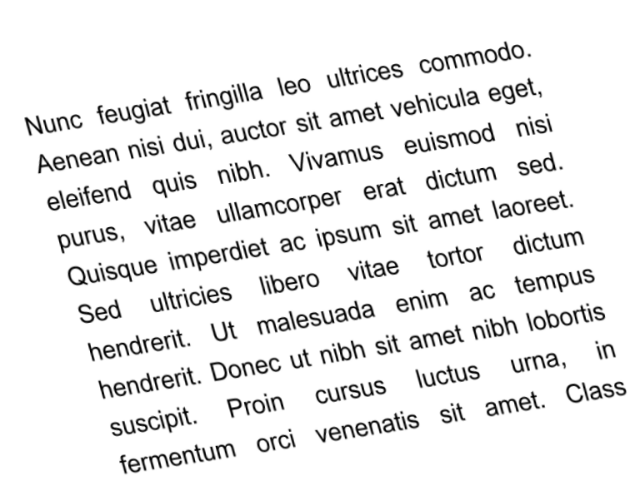 Nunc feugiat fringilla leo ultrices commodo.
Aenean nisi dui, auctor sit amet vehicula eget,
eleifend quis nibh. Vivamus euismod nisi
purus, vitae ullamcorper erat dictum sed.
Quisque imperdiet ac ipsum sit amet laoreet.
Sed ultricies libero vitae tortor dictum
hendrerit. Ut malesuada enim ac tempus
hendrerit. Donec ut nibh sit amet nibh lobortis
suscipit. Proin cursus luctus urna, in
fermentum orci venenatis sit amet. Class